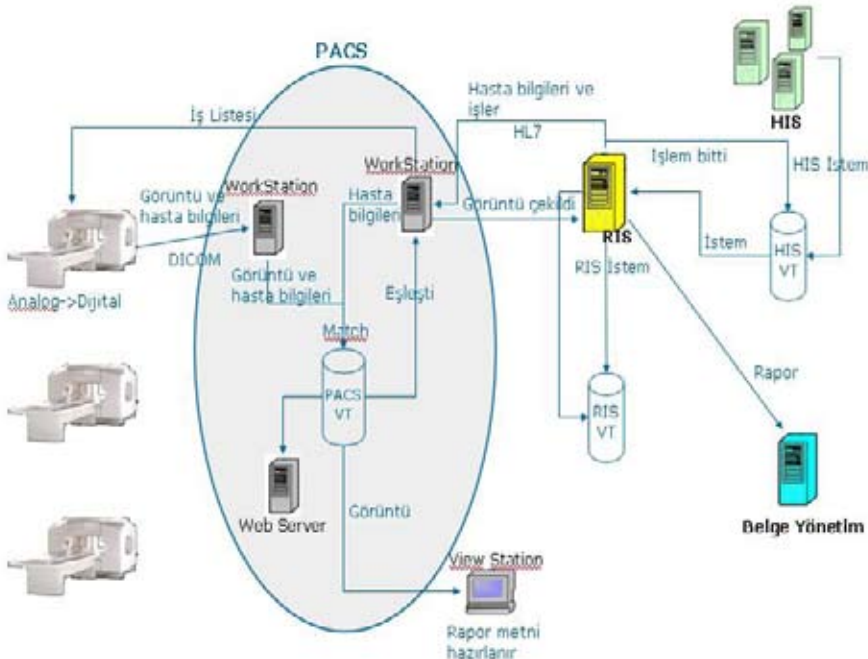 PACS
HIS
Hasta bilgileri ve
işler
HL7
İş Listesi
WorkStation
İşlem bitti
HIS İstem
WorkStation
Görüntü ve
hasta bilgileri
Hasta
bilgileri
Görüntü çekildi
RIS
İstem
HIS
VT
DICOM
Görüntü ve
hasta bilgileri
Eşleşti
RIS İstem
Analog->Dijital
Match
PACS
VT
RIS
VT
Rapor
Web Server
Görüntü
Belge Yönetim
View Station
Rapor metni
hazırlanır